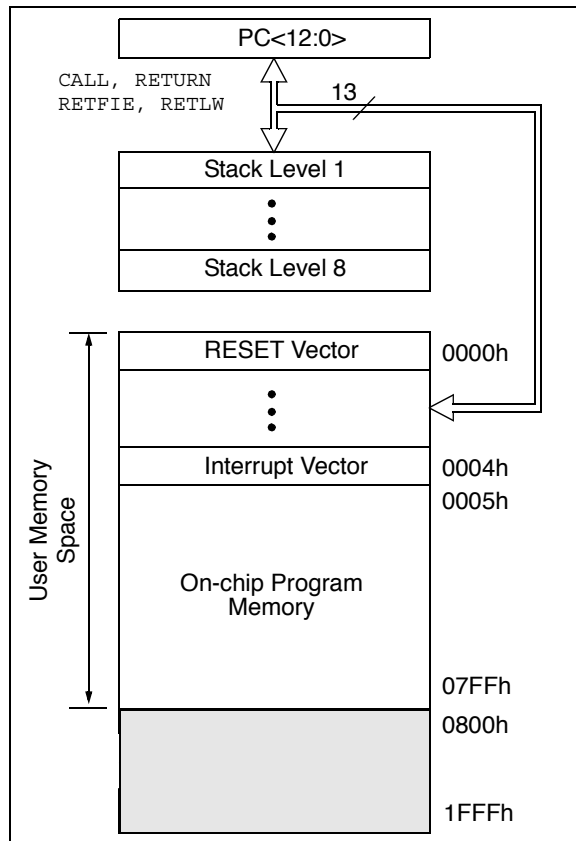 PC<12:0>
CALL, RETURN
RETFIE, RETLW
13
Stack Level 1
Stack Level 8
User Memory
Space
RESET Vector
0000h
Interrupt Vector
0004h
0005h
On-chip Program
Memory
07FFh
0800h
1FFFh